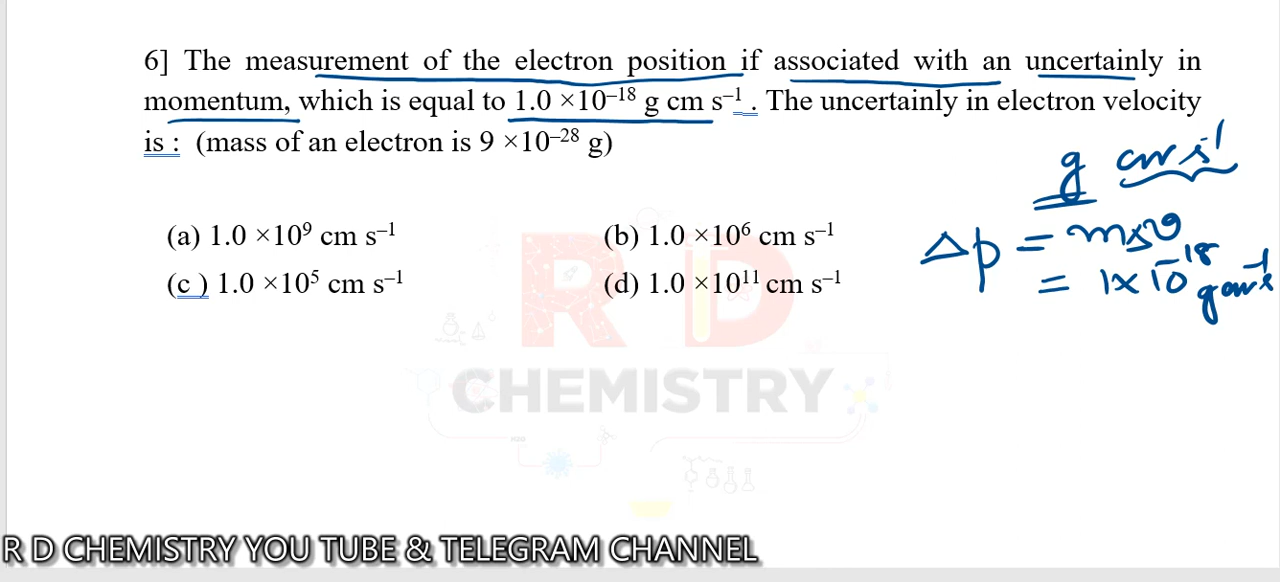 6] The measurement of the electron position if associated with an uncertainly in
momentum, which is equal to 1.0 ×10⁻¹⁸ g cm s⁻¹ . The uncertainly in electron velocity
is : (mass of an electron is 9 ×10⁻²⁸ g)
g cm s⁻¹
(a) 1.0 ×10⁹ cm s⁻¹
(b) 1.0 ×10⁶ cm s⁻¹
Δp = m Δv
(c ) 1.0 ×10⁵ cm s⁻¹
(d) 1.0 ×10¹¹ cm s⁻¹
= 1×10⁻¹⁸ g cm s⁻¹
R D
CHEMISTRY
R D CHEMISTRY YOU TUBE & TELEGRAM CHANNEL